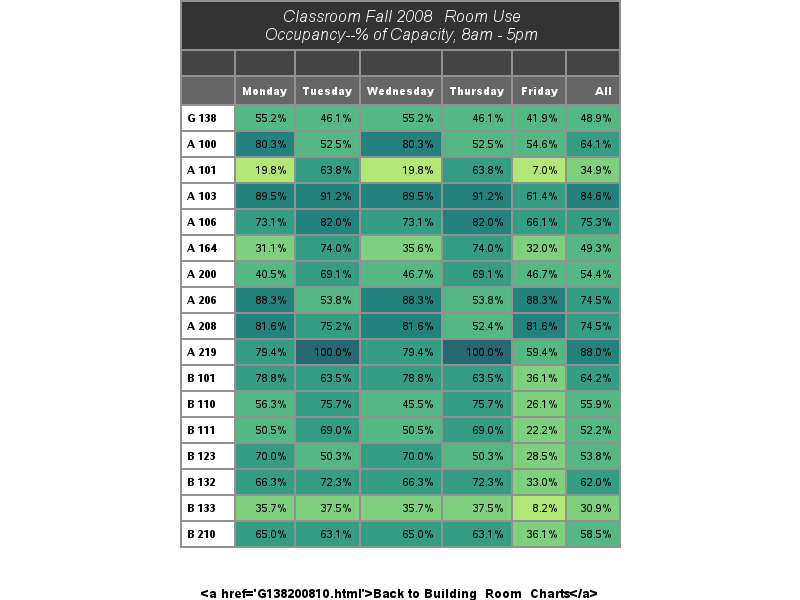 Classroom Fall 2008  Room Use
Occupancy--% of Capacity, 8am - 5pm
Monday Tuesday Wednesday Thursday Friday All
G 138 55.2% 46.1% 55.2% 46.1% 41.9% 48.9%
A 100 80.3% 52.5% 80.3% 52.5% 54.6% 64.1%
A 101 19.8% 63.8% 19.8% 63.8% 7.0% 34.9%
A 103 89.5% 91.2% 89.5% 91.2% 61.4% 84.6%
A 106 73.1% 82.0% 73.1% 82.0% 66.1% 75.3%
A 164 31.1% 74.0% 35.6% 74.0% 32.0% 49.3%
A 200 40.5% 69.1% 46.7% 69.1% 46.7% 54.4%
A 206 88.3% 53.8% 88.3% 53.8% 88.3% 74.5%
A 208 81.6% 75.2% 81.6% 52.4% 81.6% 74.5%
A 219 79.4% 100.0% 79.4% 100.0% 59.4% 88.0%
B 101 78.8% 63.5% 78.8% 63.5% 36.1% 64.2%
B 110 56.3% 75.7% 45.5% 75.7% 26.1% 55.9%
B 111 50.5% 69.0% 50.5% 69.0% 22.2% 52.2%
B 123 70.0% 50.3% 70.0% 50.3% 28.5% 53.8%
B 132 66.3% 72.3% 66.3% 72.3% 33.0% 62.0%
B 133 35.7% 37.5% 35.7% 37.5% 8.2% 30.9%
B 210 65.0% 63.1% 65.0% 63.1% 36.1% 58.5%
<a href='G138200810.html'>Back to Building  Room  Charts</a>